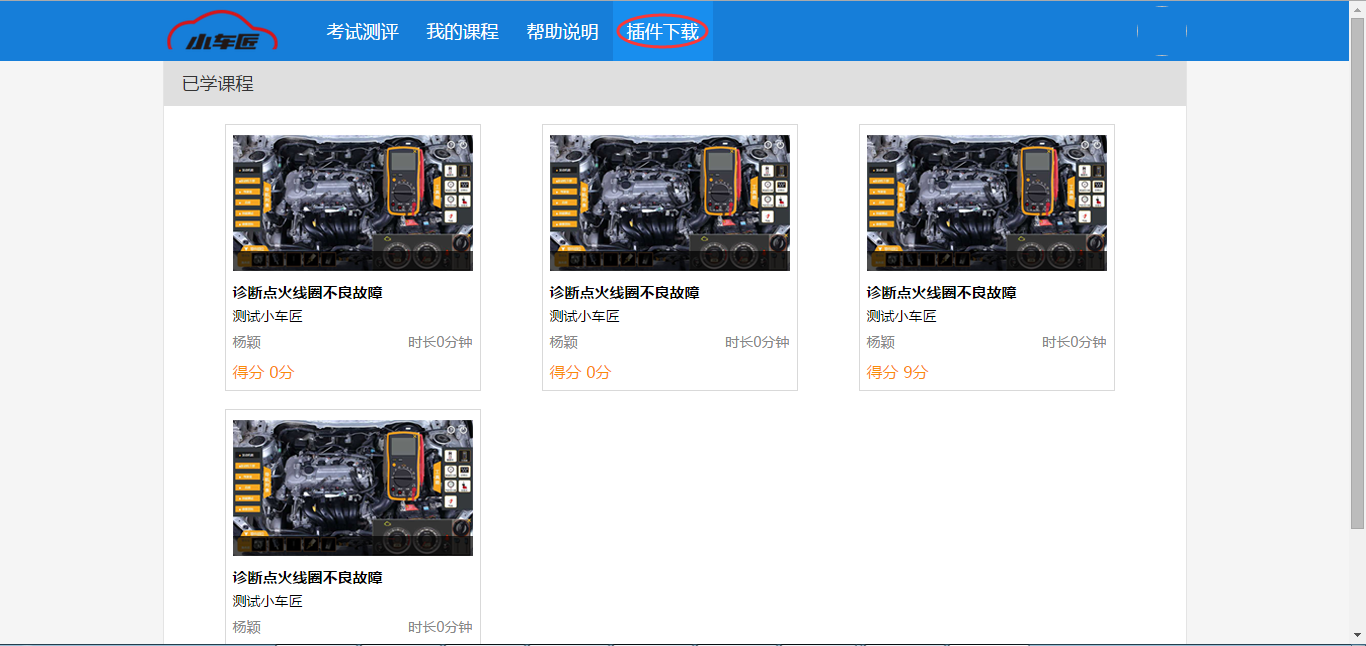 小车匠
考试测评
我的课程
帮助说明
插件下载
已学课程
诊断点火线圈不良故障
测试小车匠
杨颖 时长0分钟
得分 0分
诊断点火线圈不良故障
测试小车匠
杨颖 时长0分钟
得分 0分
诊断点火线圈不良故障
测试小车匠
杨颖 时长0分钟
得分 9分
诊断点火线圈不良故障
测试小车匠
杨颖 时长0分钟